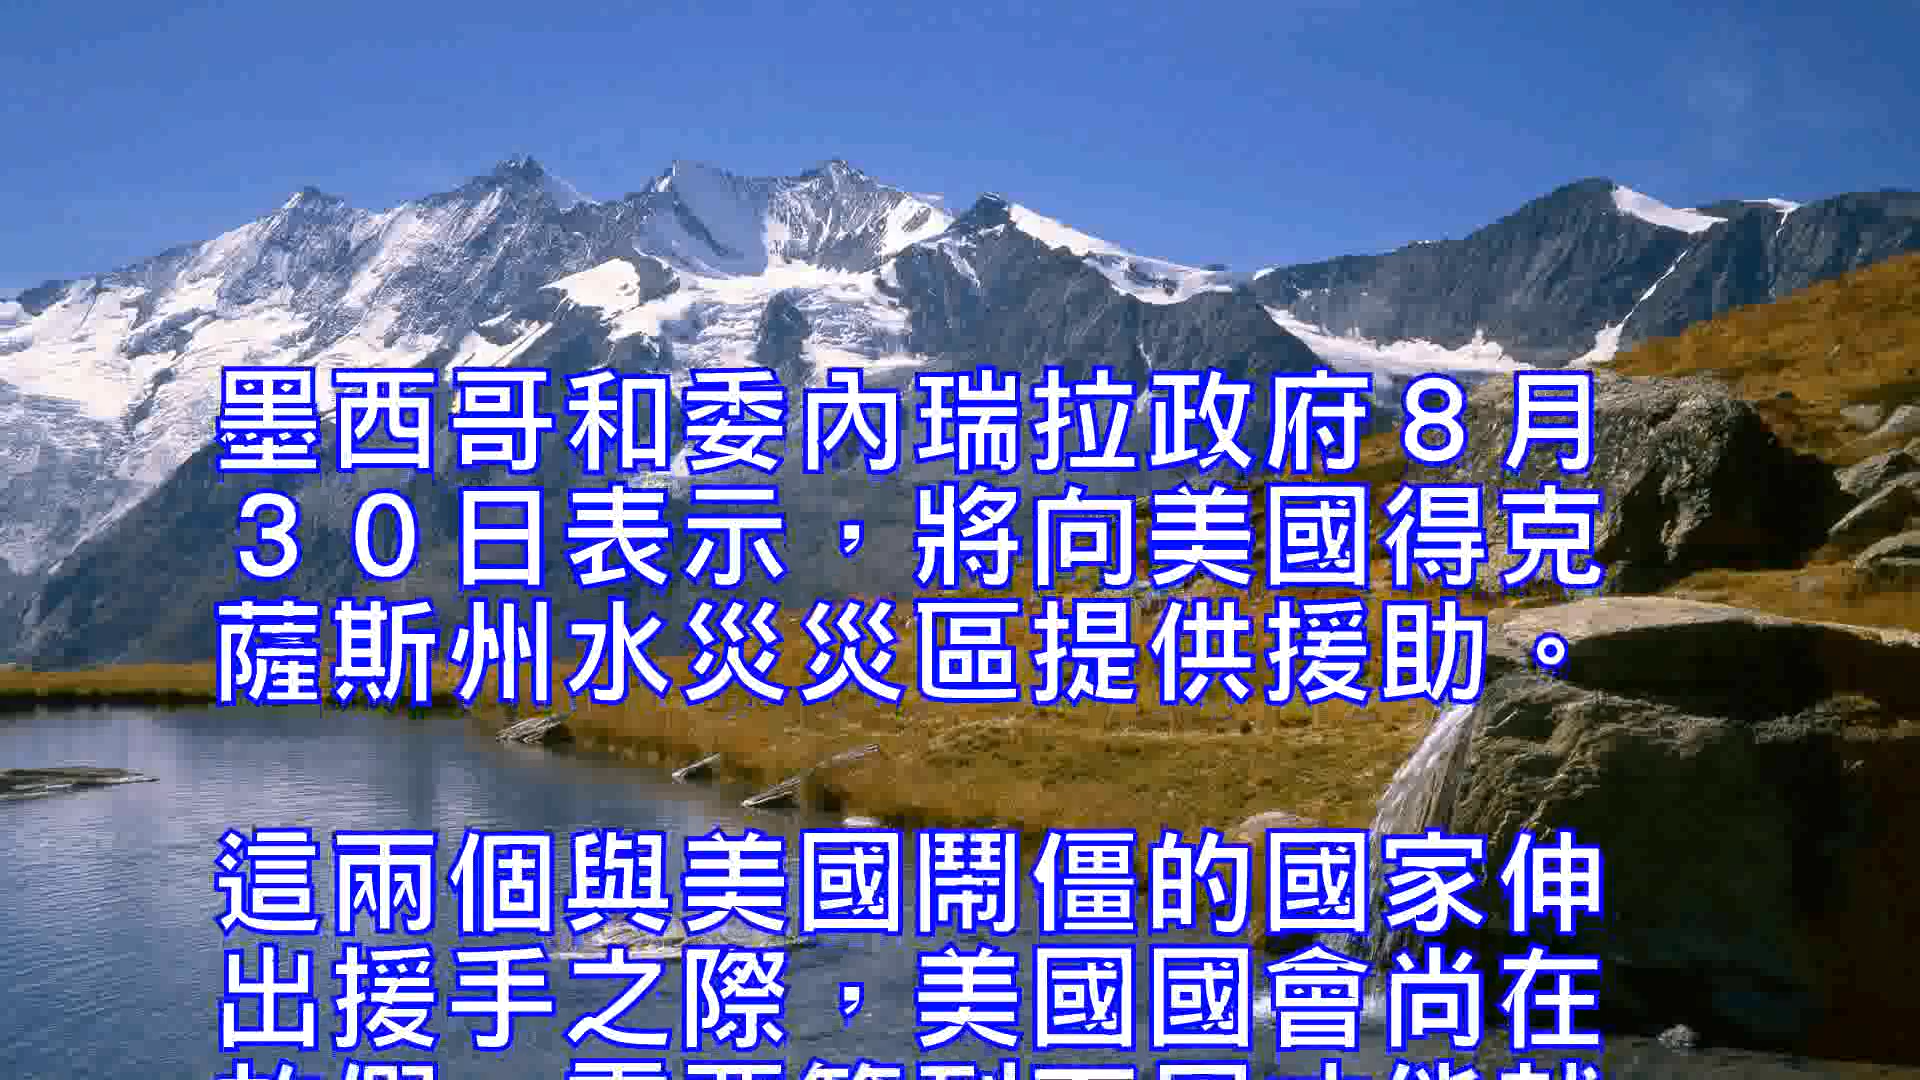 墨西哥和委內瑞拉政府８月
３０日表示，將向美國得克
薩斯州水災災區提供援助。
這兩個與美國鬧僵的國家伸
出援手之際，美國國會尚在